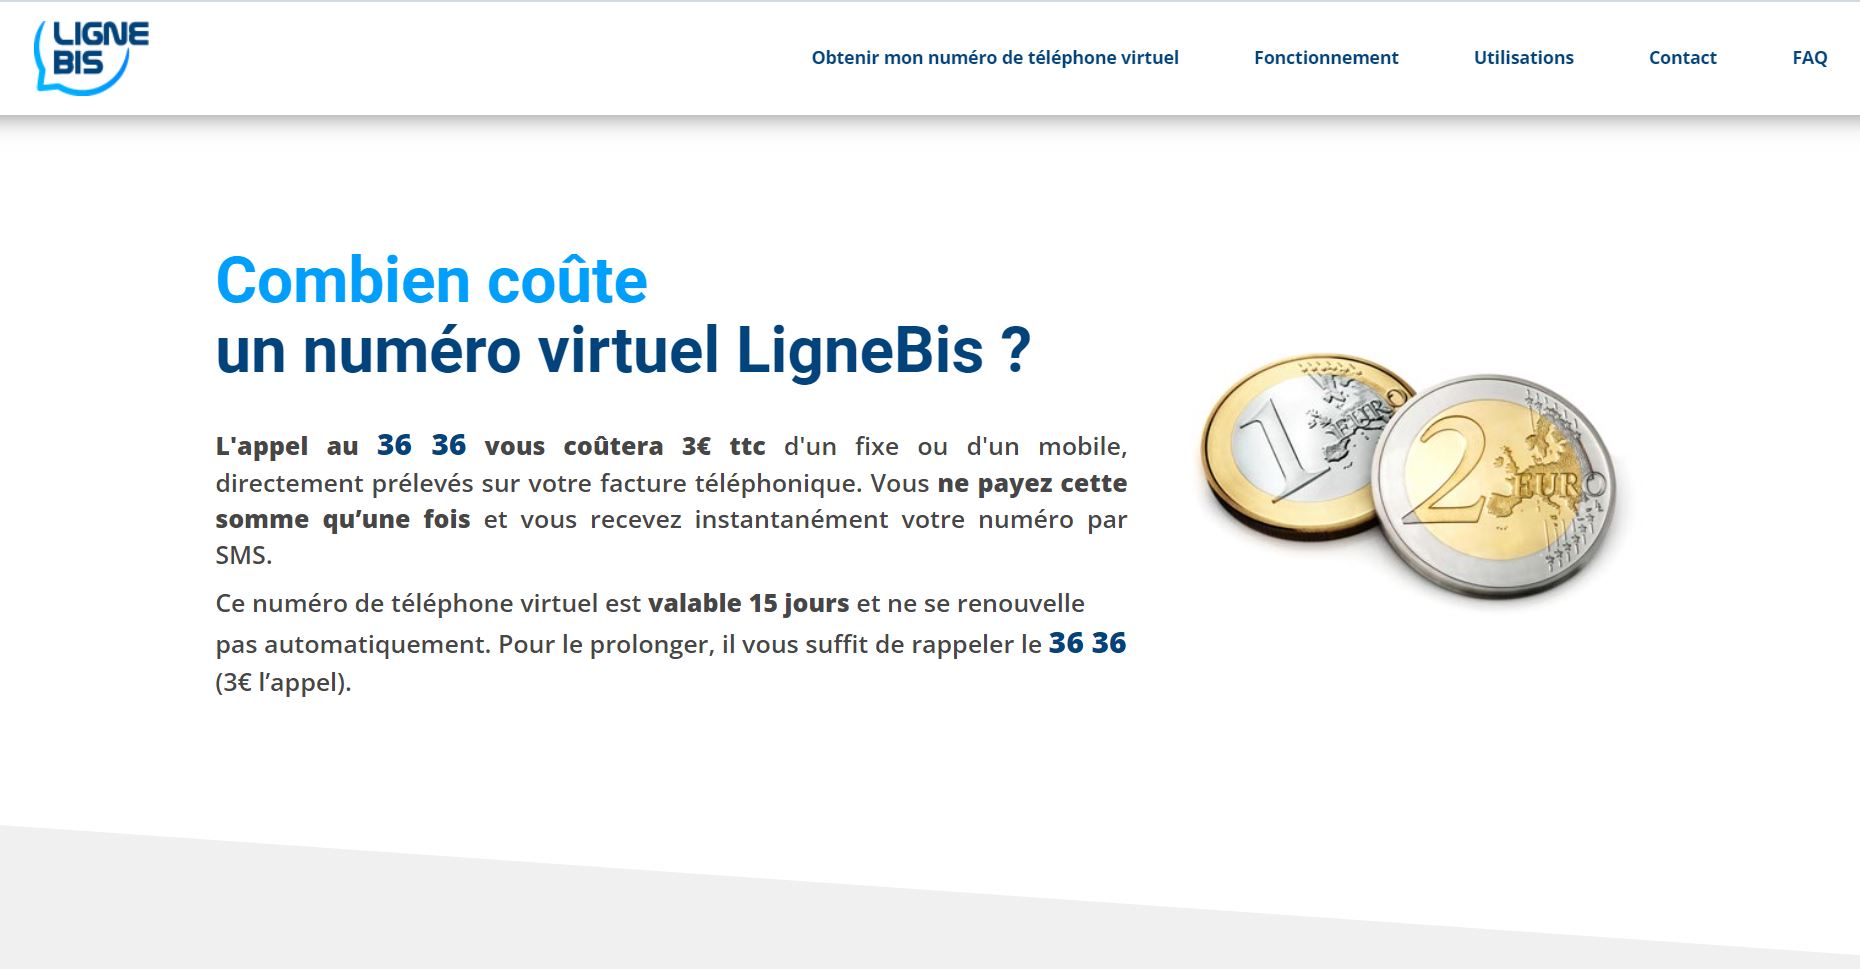 LIGNE
BIS
Obtenir mon numéro de téléphone virtuel
Fonctionnement
Utilisations
Contact
FAQ
Combien coûte
un numéro virtuel LigneBis ?
L'appel au 36 36 vous coûtera 3€ ttc d'un fixe ou d'un mobile,
directement prélevés sur votre facture téléphonique. Vous ne payez cette
somme qu’une fois et vous recevez instantanément votre numéro par
SMS.
Ce numéro de téléphone virtuel est valable 15 jours et ne se renouvelle
pas automatiquement. Pour le prolonger, il vous suffit de rappeler le 36 36
(3€ l’appel).
1 EURO
2 EURO